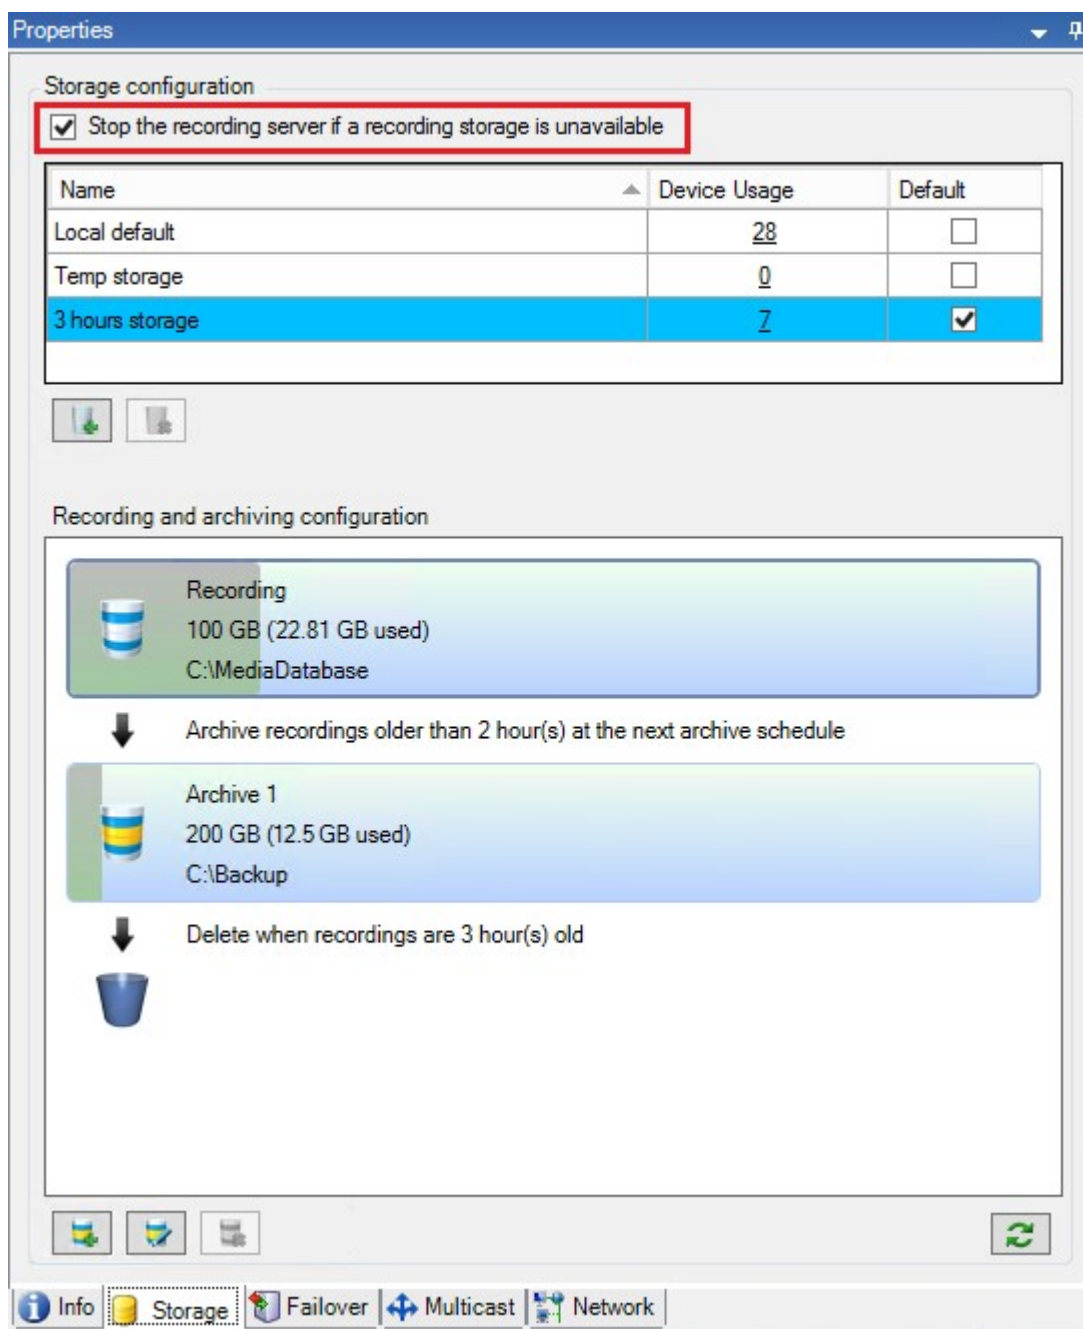 Properties
Storage configuration
Stop the recording server if a recording storage is unavailable
Name Device Usage Default
Local default 28
Temp storage 0
3 hours storage 7
Recording and archiving configuration
Recording
100 GB (22.81 GB used)
C:\MediaDatabase
Archive recordings older than 2 hour(s) at the next archive schedule
Archive 1
200 GB (12.5 GB used)
C:\Backup
Delete when recordings are 3 hour(s) old
Info Storage Failover Multicast Network